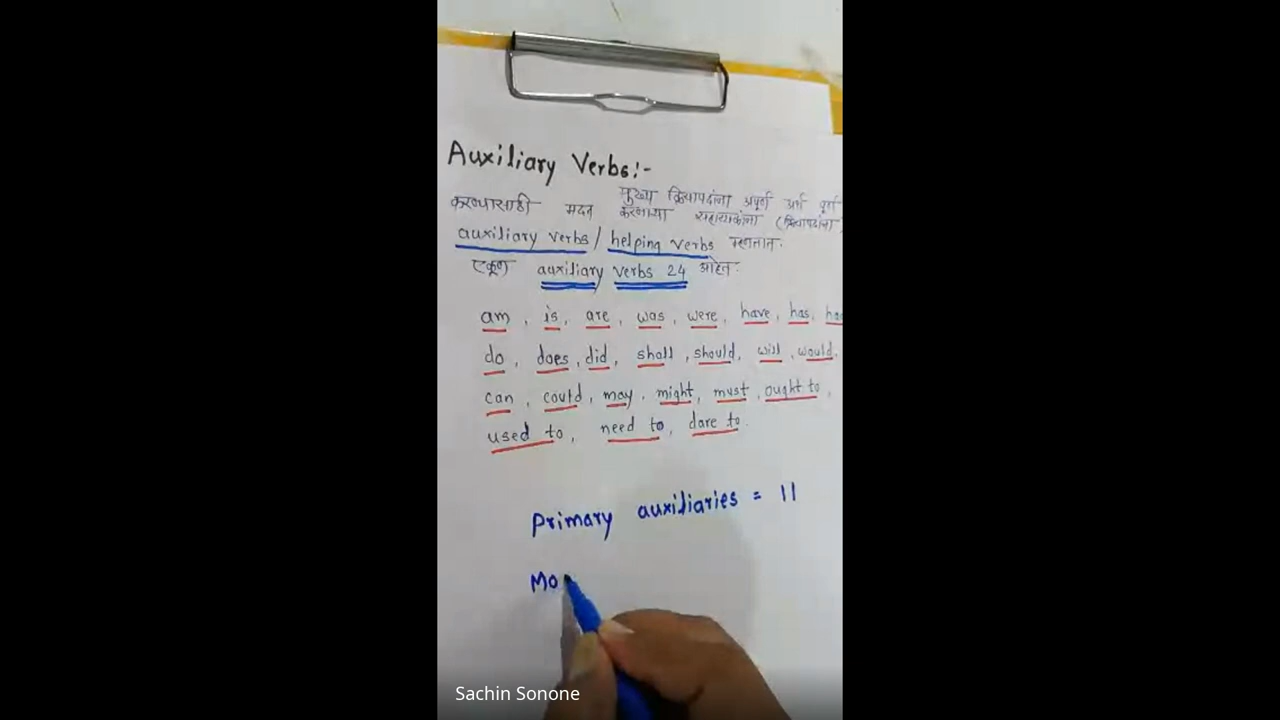 Auxiliary Verbs:-
मुख्य क्रियापदांना अपूर्ण अर्थ पूर्ण
करण्यासाठी मदत करणाऱ्या सहाय्यकांना (क्रियापदांना)
auxiliary verbs / helping verbs म्हणतात.
एकूण auxiliary verbs 24 आहेत.
am, is, are, was, were, have, has, had
do, does, did, shall, should, will, would,
can, could, may, might, must, ought to,
used to, need to, dare to.
Primary auxiliaries = 11
Mo
Sachin Sonone